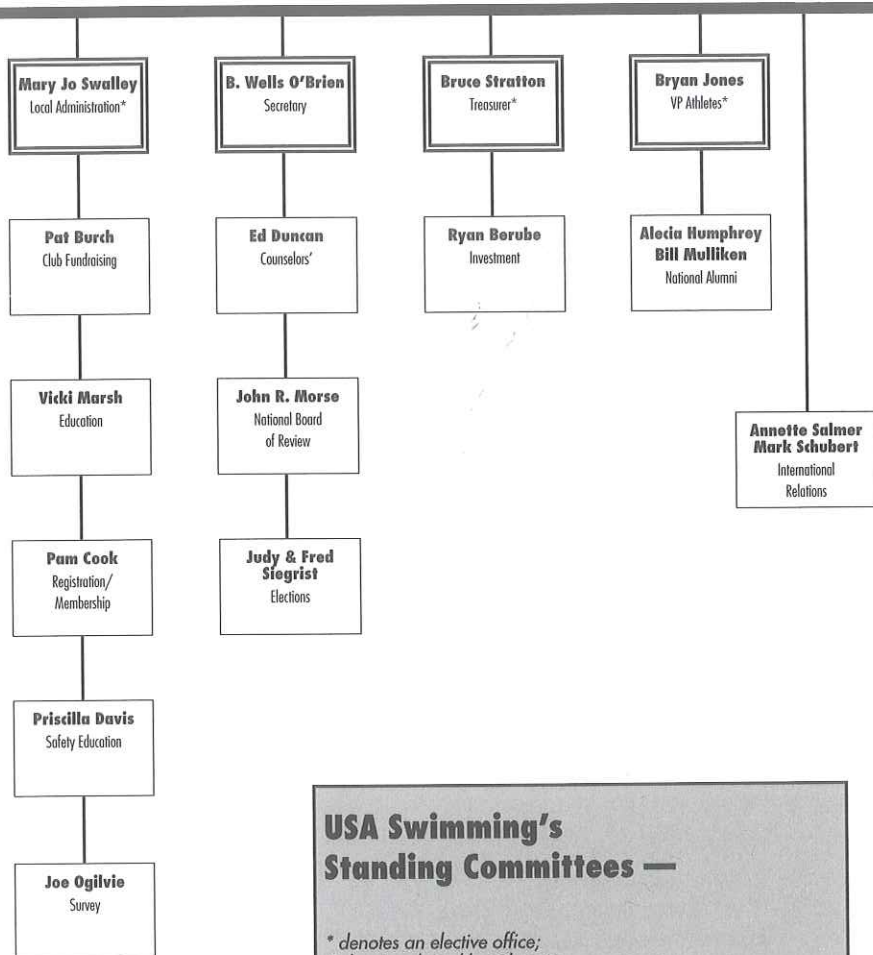 Mary Jo Swalley
Local Administration*
Pat Burch
Club Fundraising
Vicki Marsh
Education
Pam Cook
Registration/
Membership
Priscilla Davis
Safety Education
Joe Ogilvie
Survey
B. Wells O'Brien
Secretary
Ed Duncan
Counselors'
John R. Morse
National Board
of Review
Judy & Fred
Siegrist
Elections
Bruce Stratton
Treasurer*
Ryan Berube
Investment
Bryan Jones
VP Athletes*
Alecia Humphrey
Bill Mulliken
National Alumni
Annette Salmer
Mark Schubert
International
Relations
USA Swimming's
Standing Committees —
* denotes an elective office;